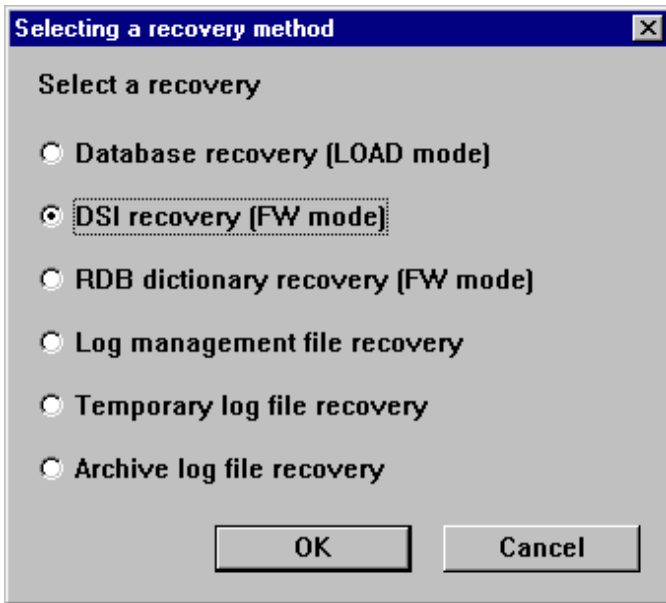 Selecting a recovery method
Select a recovery
Database recovery (LOAD mode)
DSI recovery (FW mode)
RDB dictionary recovery (FW mode)
Log management file recovery
Temporary log file recovery
Archive log file recovery
OK Cancel